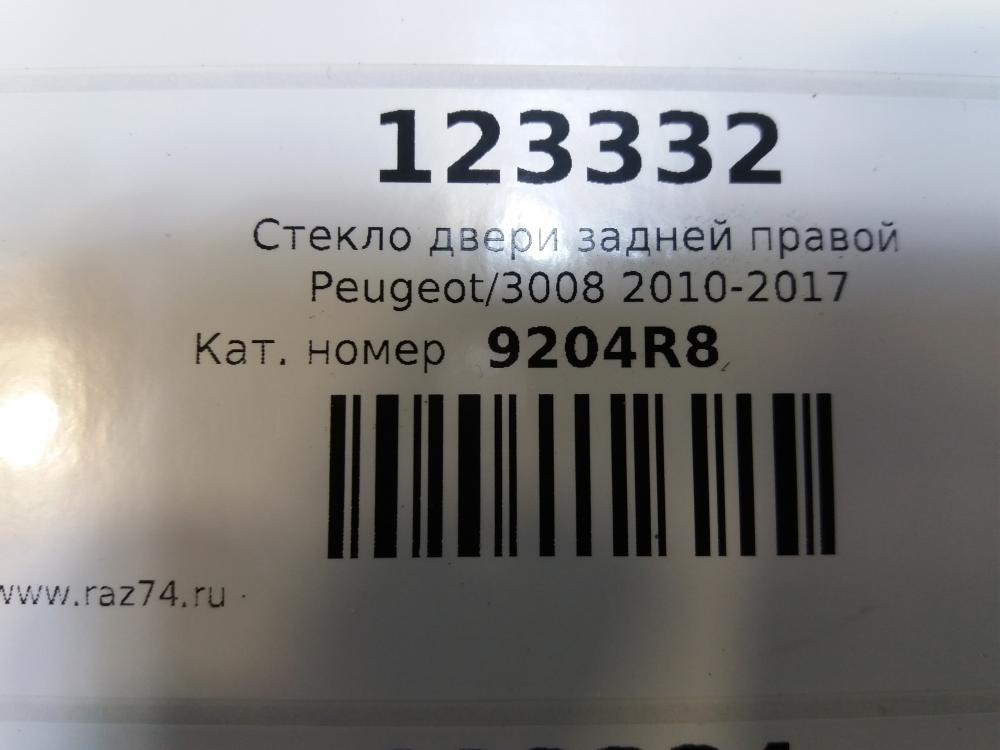 123332
Стекло двери задней правой
Peugeot/3008 2010-2017
Кат. номер 9204R8
www.raz74.ru